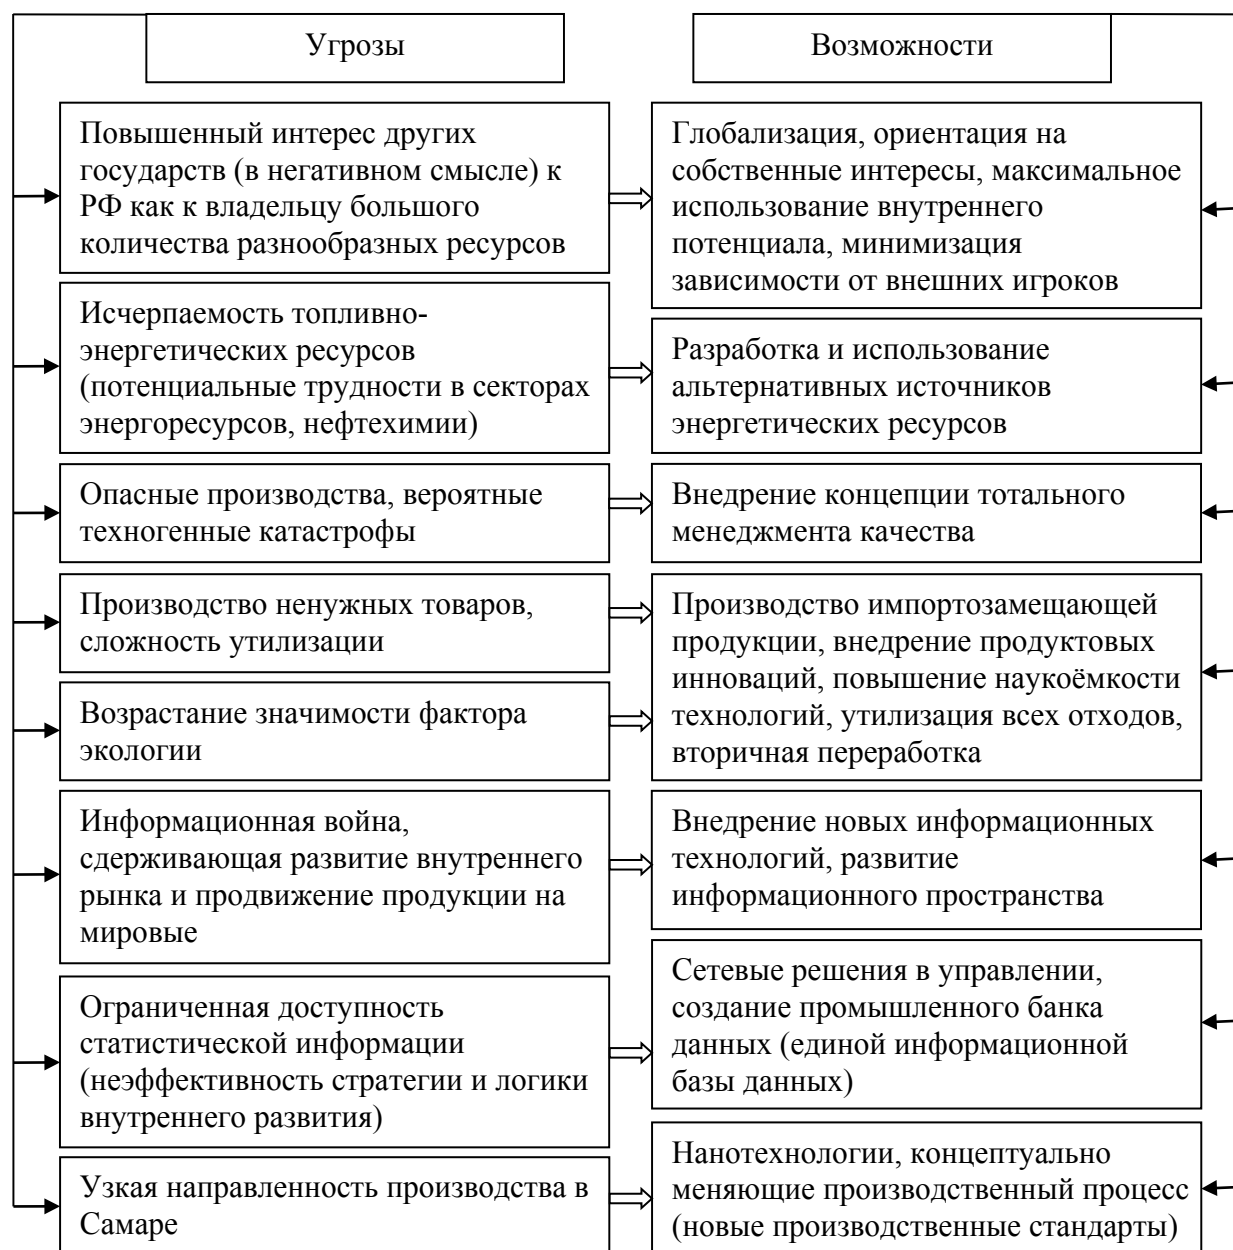 Угрозы
Возможности
Повышенный интерес других
государств (в негативном смысле) к
РФ как к владельцу большого
количества разнообразных ресурсов
Глобализация, ориентация на
собственные интересы, максимальное
использование внутреннего
потенциала, минимизация
зависимости от внешних игроков
Исчерпаемость топливно-
энергетических ресурсов
(потенциальные трудности в секторах
энергоресурсов, нефтехимии)
Разработка и использование
альтернативных источников
энергетических ресурсов
Опасные производства, вероятные
техногенные катастрофы
Внедрение концепции тотального
менеджмента качества
Производство ненужных товаров,
сложность утилизации
Производство импортозамещающей
продукции, внедрение продуктовых
инноваций, повышение наукоёмкости
технологий, утилизация всех отходов,
вторичная переработка
Возрастание значимости фактора
экологии
Информационная война,
сдерживающая развитие внутреннего
рынка и продвижение продукции на
мировые
Внедрение новых информационных
технологий, развитие
информационного пространства
Ограниченная доступность
статистической информации
(неэффективность стратегии и логики
внутреннего развития)
Сетевые решения в управлении,
создание промышленного банка
данных (единой информационной
базы данных)
Узкая направленность производства в
Самаре
Нанотехнологии, концептуально
меняющие производственный процесс
(новые производственные стандарты)